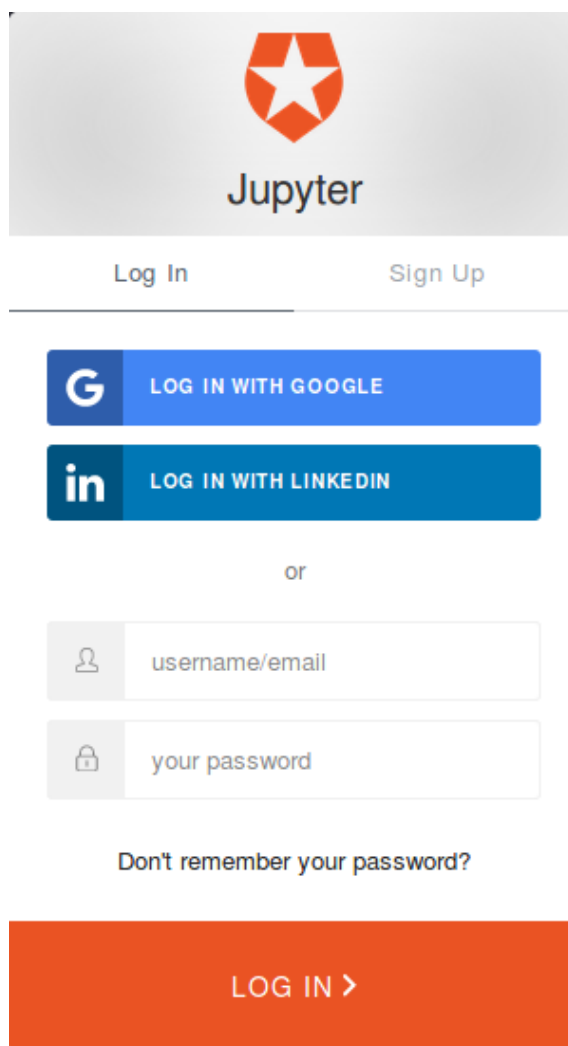 Jupyter
Log In
Sign Up
G
LOG IN WITH GOOGLE
in
LOG IN WITH LINKEDIN
or
username/email
your password
Don't remember your password?
LOG IN >